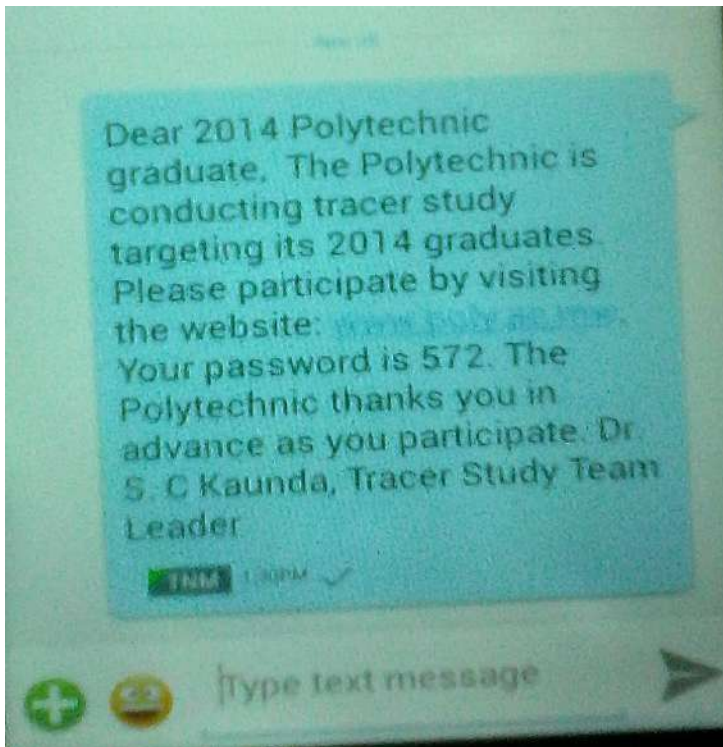 Dear 2014 Polytechnic
graduate, The Polytechnic is
conducting tracer study
targeting its 2014 graduates.
Please participate by visiting
the website:
Your password is 572. The
Polytechnic thanks you in
advance as you participate. Dr.
S. C Kaunda, Tracer Study Team
Leader
TNM 1:30PM
Type text message